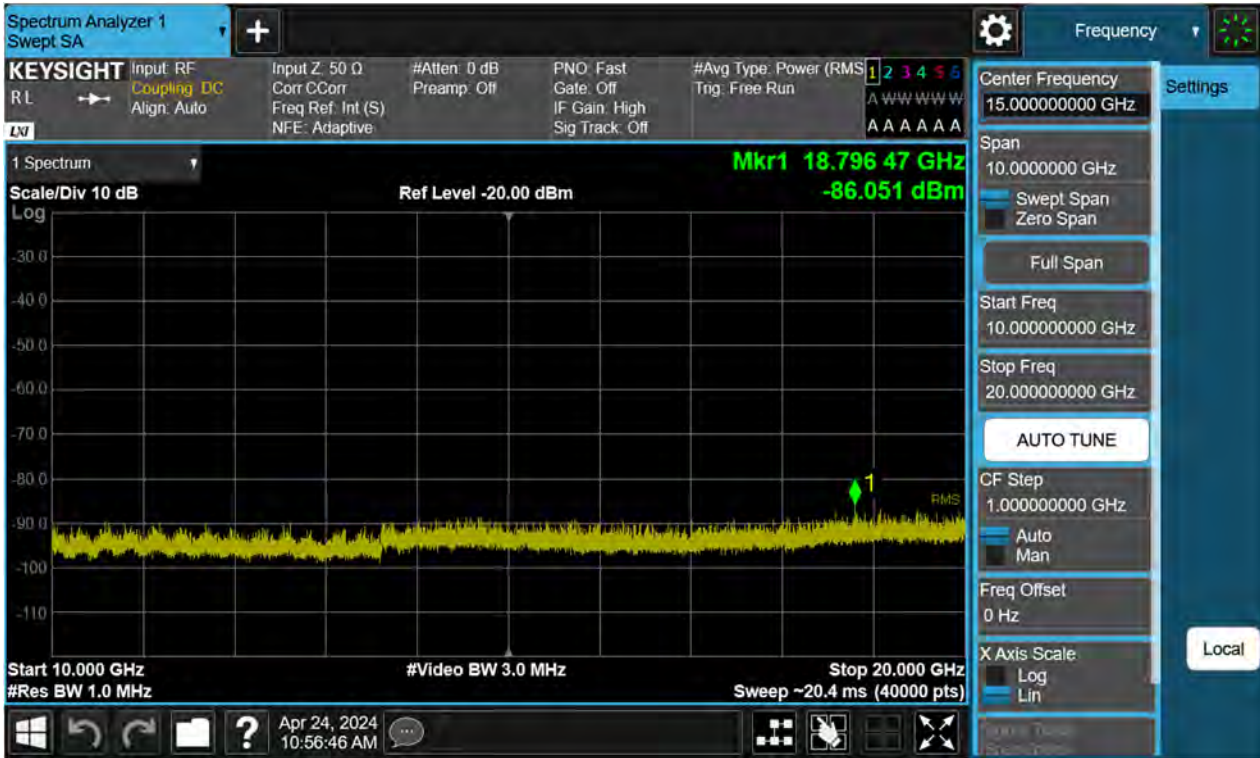 Spectrum Analyzer 1
Swept SA
+
Frequency
KEYSIGHT
R L
LXI
Input: RF
Coupling: DC
Align: Auto
Input Z: 50 Ω
Corr CCorr
Freq Ref: Int (S)
NFE: Adaptive
#Atten: 0 dB
Preamp: Off
PNO: Fast
Gate: Off
IF Gain: High
Sig Track: Off
#Avg Type: Power (RMS
Trig: Free Run
1 2 3 4 5 6
A W W W W W
A A A A A A
Center Frequency
15.000000000 GHz
Settings
1 Spectrum
Mkr1 18.796 47 GHz
-86.051 dBm
Scale/Div 10 dB
Ref Level -20.00 dBm
Log
-30.0
-40.0
-50.0
-60.0
-70.0
-80.0
-90.0
-100
-110
1
RMS
Start 10.000 GHz
#Video BW 3.0 MHz
Stop 20.000 GHz
#Res BW 1.0 MHz
Sweep ~20.4 ms (40000 pts)
Span
10.0000000 GHz
Swept Span
Zero Span
Full Span
Start Freq
10.000000000 GHz
Stop Freq
20.000000000 GHz
AUTO TUNE
CF Step
1.000000000 GHz
Auto
Man
Freq Offset
0 Hz
X Axis Scale
Log
Lin
Local
?
Apr 24, 2024
10:56:46 AM